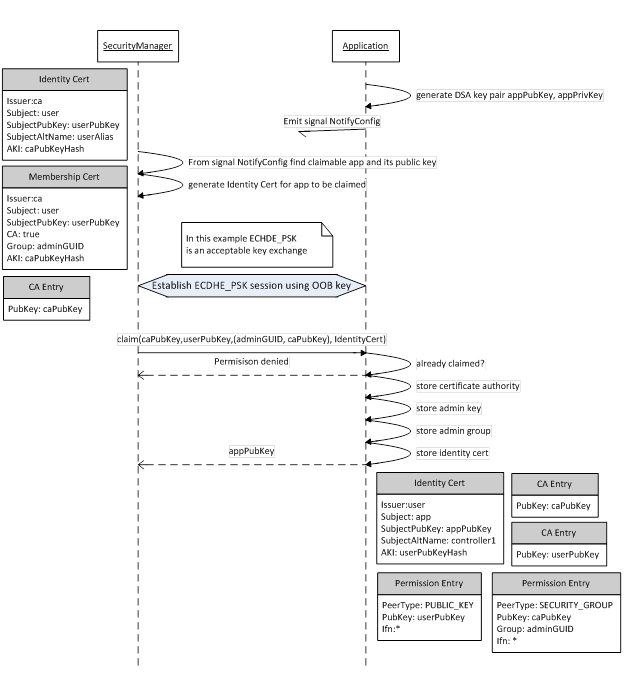 SecurityManager
Application
Identity Cert
Issuer:ca
Subject: user
SubjectPubKey: userPubKey
SubjectAltName: userAlias
AKI: caPubKeyHash
generate DSA key pair appPubKey, appPrivKey
Emit signal NotifyConfig
From signal NotifyConfig find claimable app and its public key
generate Identity Cert for app to be claimed
Membership Cert
Issuer:ca
Subject: user
SubjectPubKey: userPubKey
CA: true
Group: adminGUID
AKI: caPubKeyHash
In this example ECHDE_PSK
is an acceptable key exchange
CA Entry
PubKey: caPubKey
Establish ECDHE_PSK session using OOB key
claim(caPubKey,userPubKey,(adminGUID, caPubKey), IdentityCert)
Permisison denied
already claimed?
store certificate authority
store admin key
store admin group
appPubKey
store identity cert
Identity Cert
Issuer:user
Subject: app
SubjectPubKey: appPubKey
SubjectAltName: controller1
AKI: userPubKeyHash
CA Entry
PubKey: caPubKey
CA Entry
PubKey: userPubKey
Permission Entry
PeerType: PUBLIC_KEY
PubKey: userPubKey
Ifn:*
Permission Entry
PeerType: SECURITY_GROUP
PubKey: caPubKey
Group: adminGUID
Ifn: *